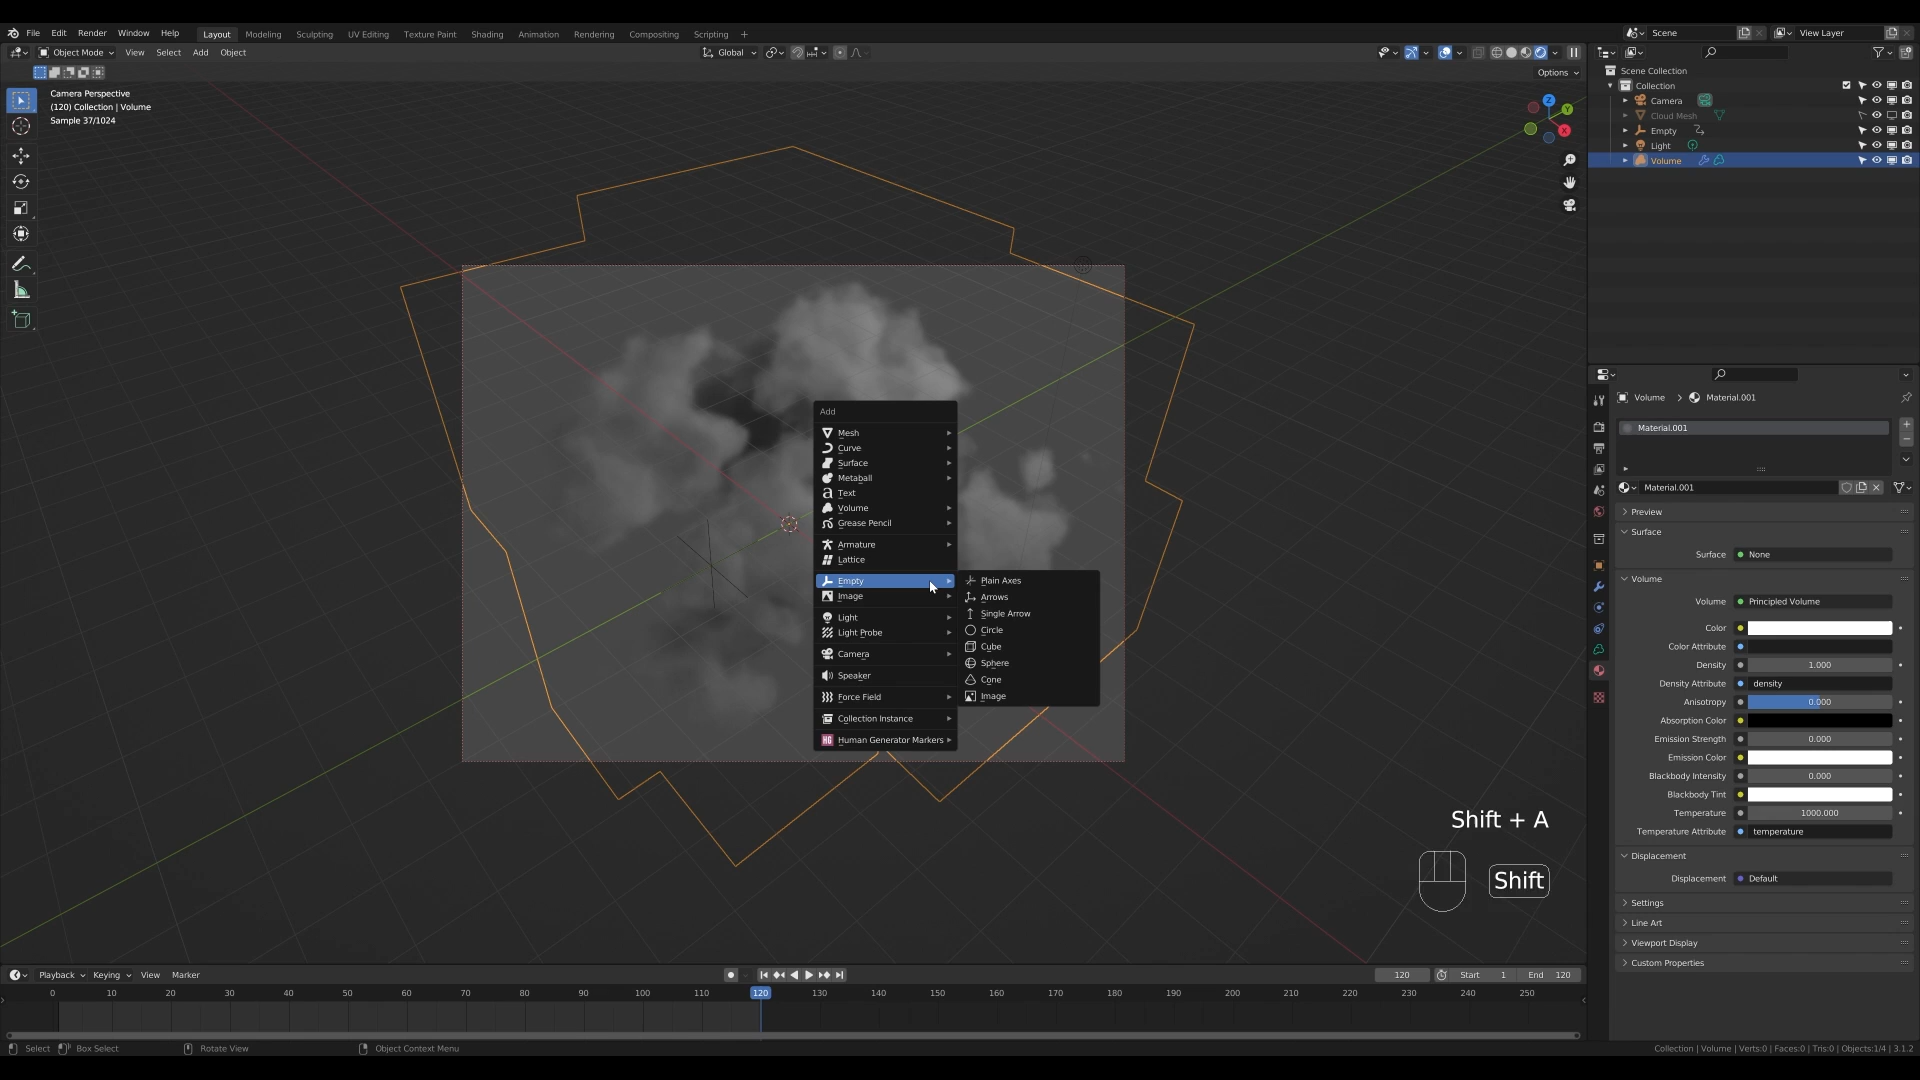 File Edit Render Window Help Layout Modeling Sculpting UV Editing Texture Paint Shading Animation Rendering Compositing Scripting + Scene View Layer
Object Mode View Select Add Object Global
Options
Camera Perspective
(120) Collection | Volume
Sample 37/1024
Z
Y
X
Scene Collection
Collection
Camera
Cloud Mesh
Empty
Light
Volume
Add
Mesh
Curve
Surface
Metaball
Text
Volume
Grease Pencil
Armature
Lattice
Empty
Image
Light
Light Probe
Camera
Speaker
Force Field
Collection Instance
HG Human Generator Markers
Plain Axes
Arrows
Single Arrow
Circle
Cube
Sphere
Cone
Image
Volume > Material.001
Material.001
Material.001
Preview
Surface
Surface None
Volume
Volume Principled Volume
Color
Color Attribute
Density 1.000
Density Attribute density
Anisotropy 0.000
Absorption Color
Emission Strength 0.000
Emission Color
Blackbody Intensity 0.000
Blackbody Tint
Temperature 1000.000
Temperature Attribute temperature
Displacement
Displacement Default
Settings
Line Art
Viewport Display
Custom Properties
Shift + A
Shift
Playback Keying View Marker 120 Start 1 End 120
0 10 20 30 40 50 60 70 80 90 100 110 120 130 140 150 160 170 180 190 200 210 220 230 240 250
Select Box Select Rotate View Object Context Menu Collection | Volume | Verts:0 | Faces:0 | Tris:0 | Objects:1/4 | 3.1.2